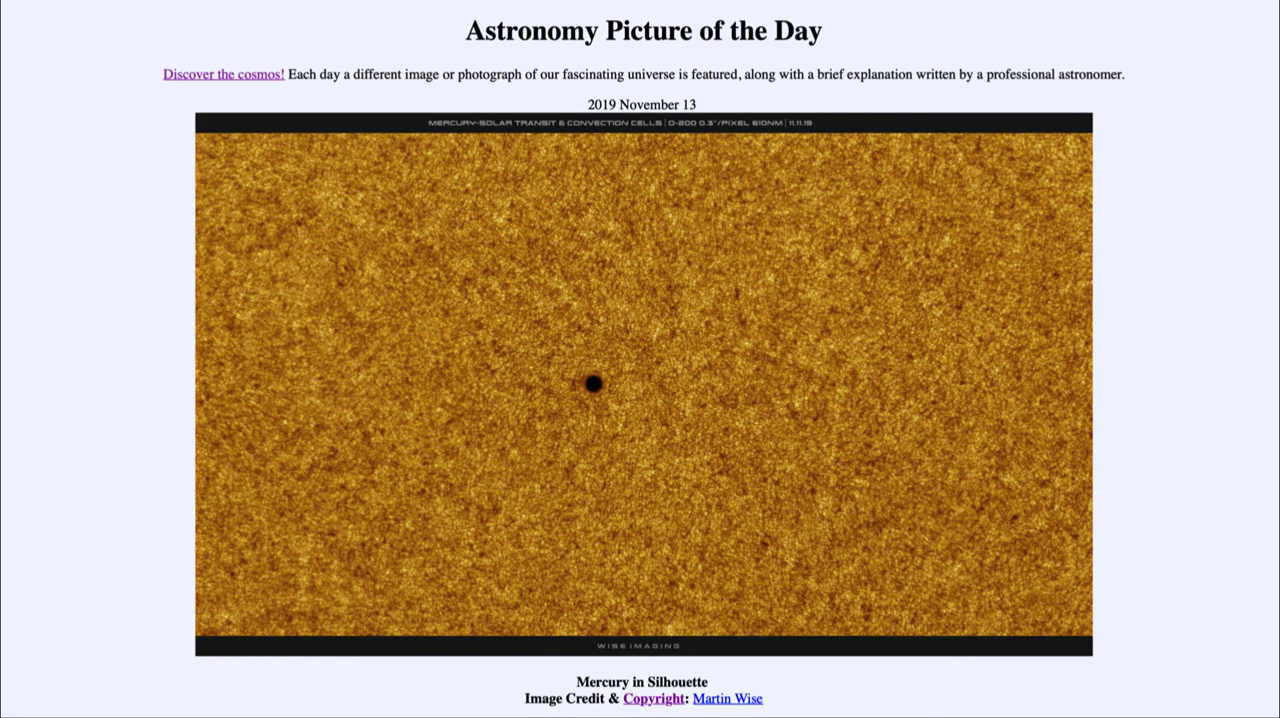 Astronomy Picture of the Day
Discover the cosmos! Each day a different image or photograph of our fascinating universe is featured, along with a brief explanation written by a professional astronomer.
2019 November 13
MERCURY-SOLAR TRANSIT & CONVECTION CELLS | D-200 0.3"/PIXEL 610NM | 11.11.19
WISE IMAGING
Mercury in Silhouette
Image Credit & Copyright: Martin Wise